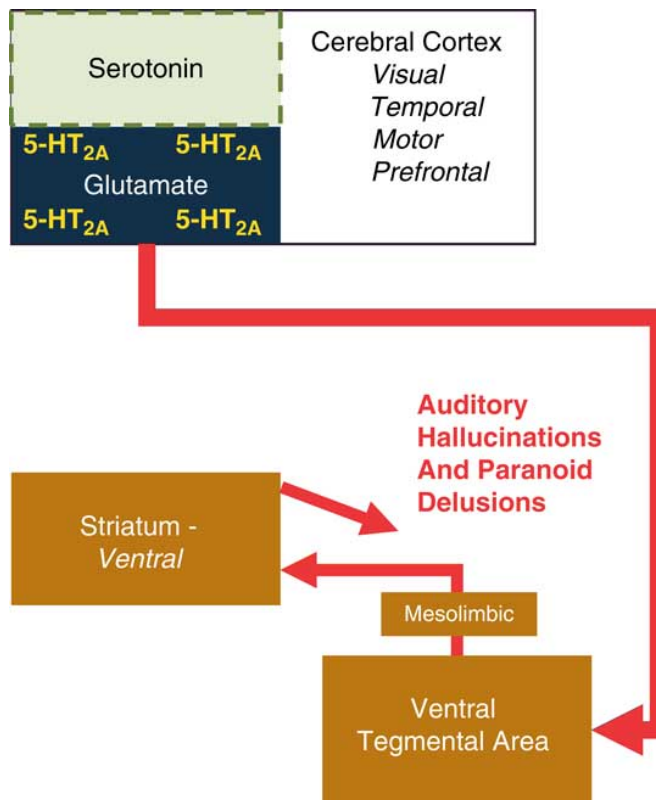 Serotonin
5-HT2A 5-HT2A
Glutamate
5-HT2A 5-HT2A
Cerebral Cortex
Visual
Temporal
Motor
Prefrontal
Auditory
Hallucinations
And Paranoid
Delusions
Striatum -
Ventral
Mesolimbic
Ventral
Tegmental Area